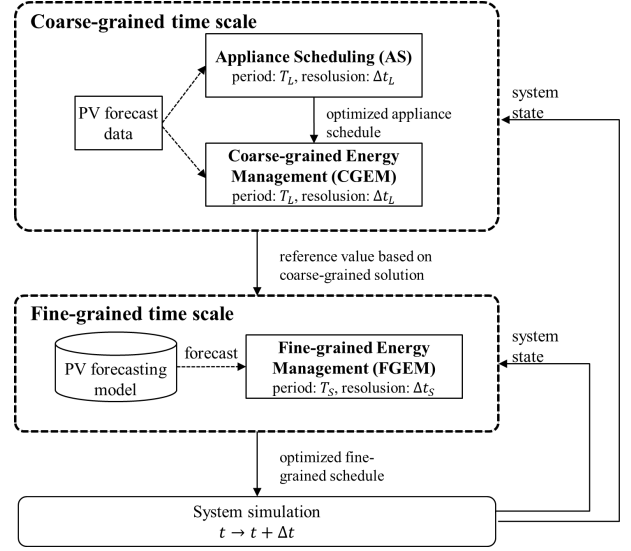 Coarse-grained time scale
Appliance Scheduling (AS)
period: T_L, resolusion: Δt_L
PV forecast
data
optimized appliance
schedule
system
state
Coarse-grained Energy
Management (CGEM)
period: T_L, resolusion: Δt_L
reference value based on
coarse-grained solution
Fine-grained time scale
PV forecasting
model
forecast
Fine-grained Energy
Management (FGEM)
period: T_S, resolusion: Δt_S
system
state
optimized fine-
grained schedule
System simulation
t → t + Δt